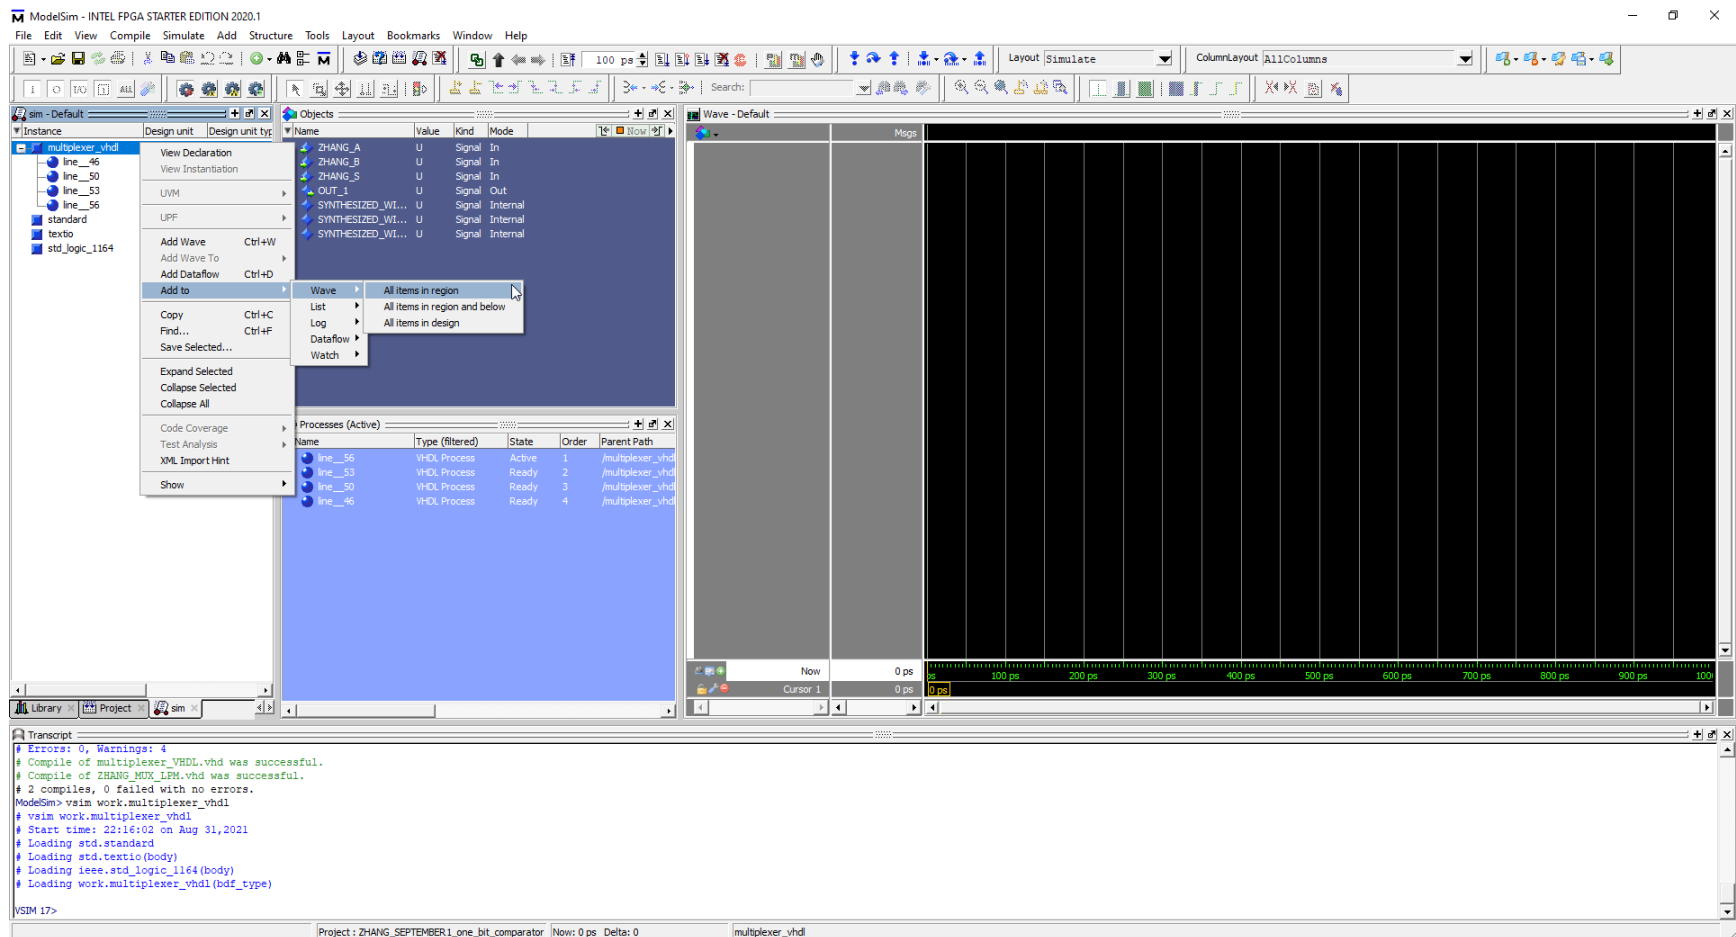 ModelSim - INTEL FPGA STARTER EDITION 2020.1
File Edit View Compile Simulate Add Structure Tools Layout Bookmarks Window Help
100 ps
Layout Simulate
ColumnLayout AllColumns
Search:
sim - Default
Instance Design unit Design unit typ
multiplexer_vhdl
line__46
line__50
line__53
line__56
standard
textio
std_logic_1164
View Declaration
View Instantiation
UVM
UPF
Add Wave Ctrl+W
Add Wave To
Add Dataflow Ctrl+D
Add to
Copy Ctrl+C
Find... Ctrl+F
Save Selected...
Expand Selected
Collapse Selected
Collapse All
Code Coverage
Test Analysis
XML Import Hint
Show
Wave
List
Log
Dataflow
Watch
All items in region
All items in region and below
All items in design
Objects
Name Value Kind Mode Now
ZHANG_A U Signal In
ZHANG_B U Signal In
ZHANG_S U Signal In
OUT_1 U Signal Out
SYNTHESIZED_WI... U Signal Internal
SYNTHESIZED_WI... U Signal Internal
SYNTHESIZED_WI... U Signal Internal
Processes (Active)
Name Type (filtered) State Order Parent Path
line__56 VHDL Process Active 1 /multiplexer_vhdl
line__53 VHDL Process Ready 2 /multiplexer_vhdl
line__50 VHDL Process Ready 3 /multiplexer_vhdl
line__46 VHDL Process Ready 4 /multiplexer_vhdl
Wave - Default
Msgs
Now 0 ps
Cursor 1 0 ps
ps 100 ps 200 ps 300 ps 400 ps 500 ps 600 ps 700 ps 800 ps 900 ps 100
0 ps
Library Project sim
Transcript
# Errors: 0, Warnings: 4
# Compile of multiplexer_VHDL.vhd was successful.
# Compile of ZHANG_MUX_LPM.vhd was successful.
# 2 compiles, 0 failed with no errors.
ModelSim> vsim work.multiplexer_vhdl
# vsim work.multiplexer_vhdl
# Start time: 22:16:02 on Aug 31,2021
# Loading std.standard
# Loading std.textio(body)
# Loading ieee.std_logic_1164(body)
# Loading work.multiplexer_vhdl(bdf_type)
VSIM 17>
Project : ZHANG_SEPTEMBER1_one_bit_comparator Now: 0 ps Delta: 0 multiplexer_vhdl